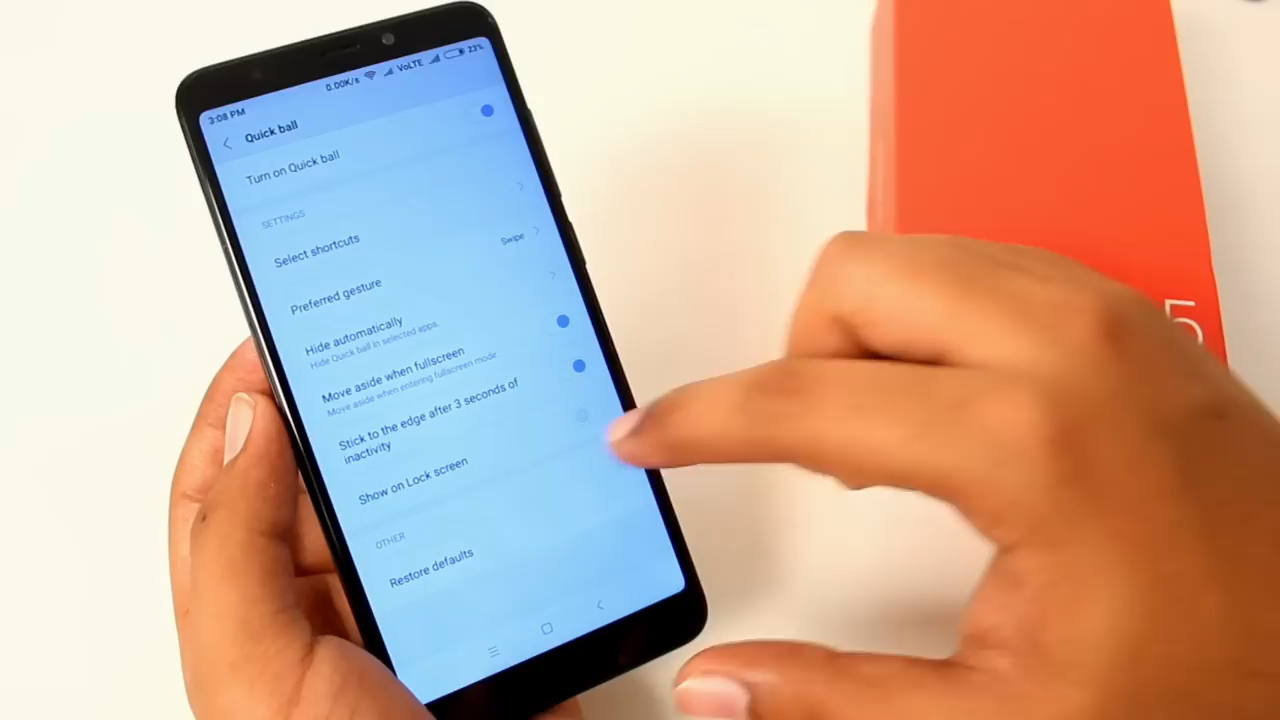 3:08 PM
0.00K/s
VoLTE
23%
Quick ball
Turn on Quick ball
SETTINGS
Select shortcuts
Preferred gesture
Swipe
Hide automatically
Hide Quick ball in selected apps.
Move aside when fullscreen
Move aside when entering fullscreen mode
Stick to the edge after 3 seconds of
inactivity
Show on Lock screen
OTHER
Restore defaults
5